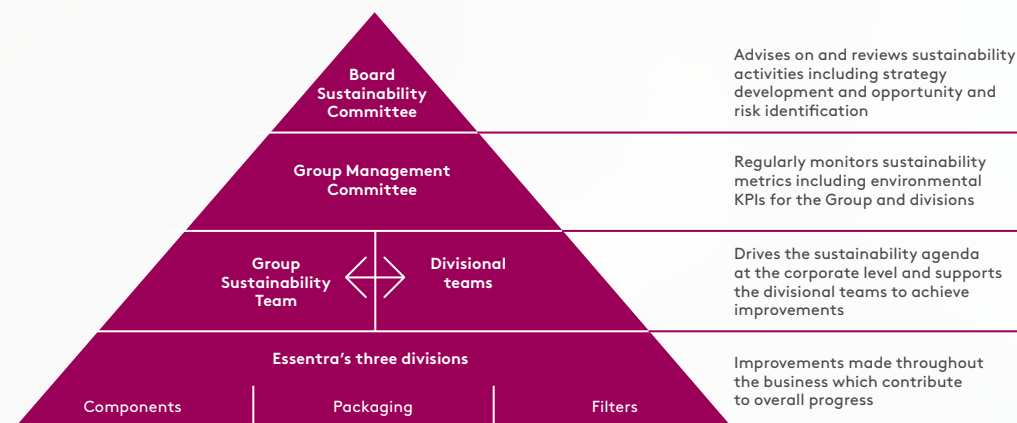 Board
Sustainability
Committee
Advises on and reviews sustainability
activities including strategy
development and opportunity and
risk identification
Group Management
Committee
Regularly monitors sustainability
metrics including environmental
KPIs for the Group and divisions
Group
Sustainability
Team
Divisional
teams
Drives the sustainability agenda
at the corporate level and supports
the divisional teams to achieve
improvements
Essentra’s three divisions
Components
Packaging
Filters
Improvements made throughout
the business which contribute
to overall progress